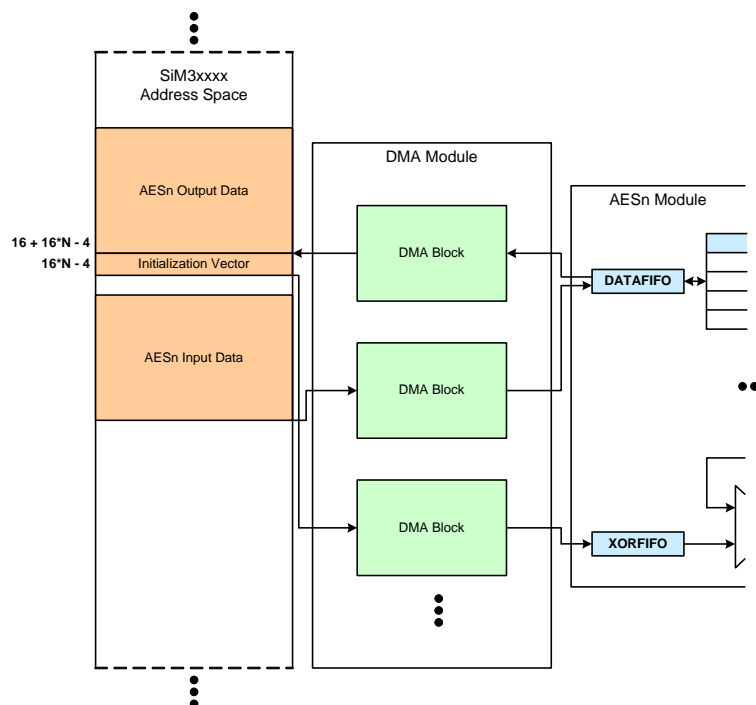 SiM3xxxx
Address Space
AESn Output Data
16 + 16*N - 4
16*N - 4
Initialization Vector
AESn Input Data
DMA Module
DMA Block
DMA Block
DMA Block
AESn Module
DATAFIFO
XORFIFO